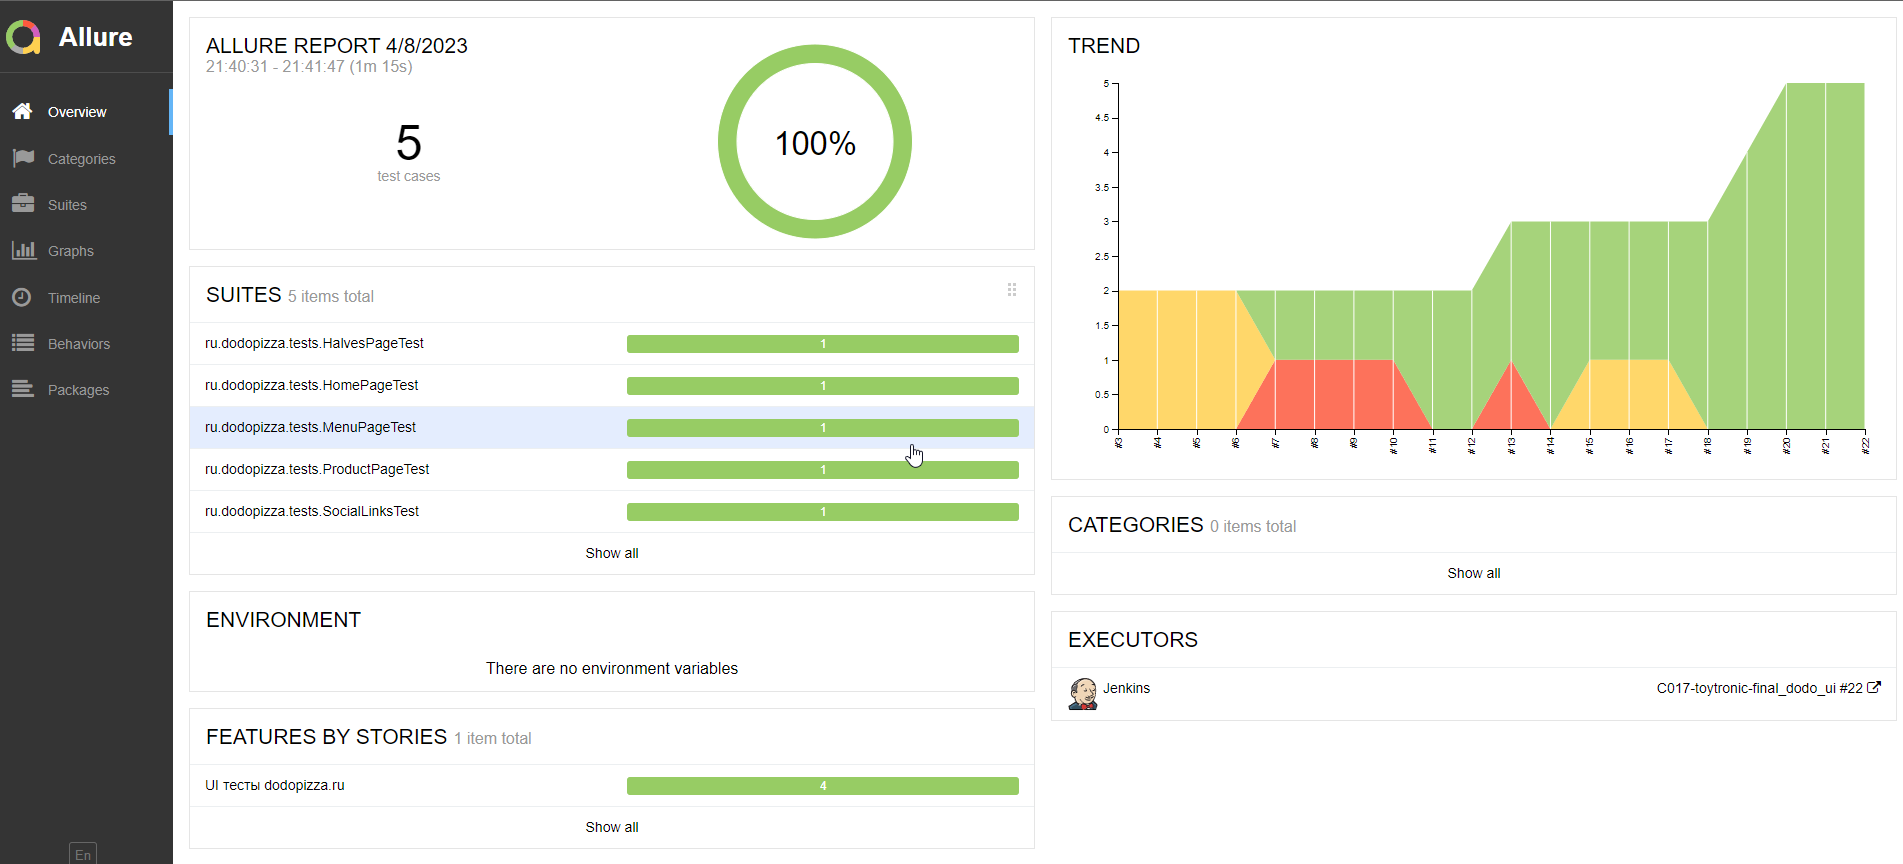 Allure
Overview
Categories
Suites
Graphs
Timeline
Behaviors
Packages
En
ALLURE REPORT 4/8/2023
21:40:31 - 21:41:47 (1m 15s)
5
test cases
100%
SUITES 5 items total
ru.dodopizza.tests.HalvesPageTest 1
ru.dodopizza.tests.HomePageTest 1
ru.dodopizza.tests.MenuPageTest 1
ru.dodopizza.tests.ProductPageTest 1
ru.dodopizza.tests.SocialLinksTest 1
Show all
ENVIRONMENT
There are no environment variables
FEATURES BY STORIES 1 item total
UI тесты dodopizza.ru 4
Show all
TREND
5
4.5
4
3.5
3
2.5
2
1.5
1
0.5
0
#3 #4 #5 #6 #7 #8 #9 #10 #11 #12 #13 #14 #15 #16 #17 #18 #19 #20 #21 #22
CATEGORIES 0 items total
Show all
EXECUTORS
Jenkins C017-toytronic-final_dodo_ui #22